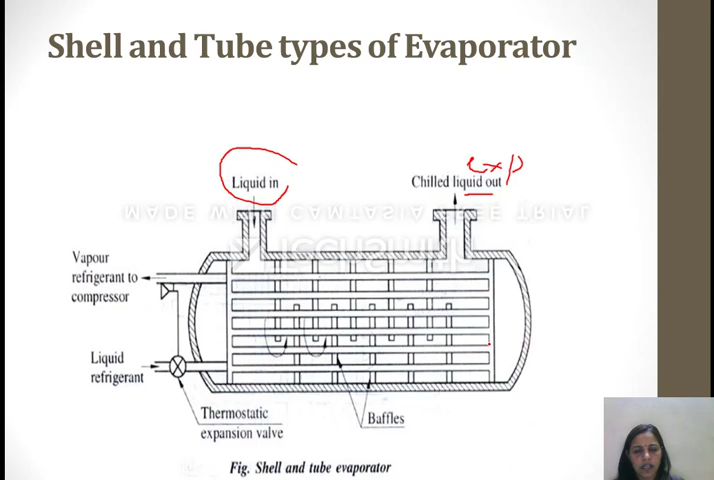 Shell and Tube types of Evaporator
exp
Liquid in
Chilled liquid out
MADE WITH CAMTASIA FREE TRIAL
Vapour
refrigerant to
compressor
Liquid
refrigerant
Thermostatic
expansion valve
Baffles
Fig. Shell and tube evaporator